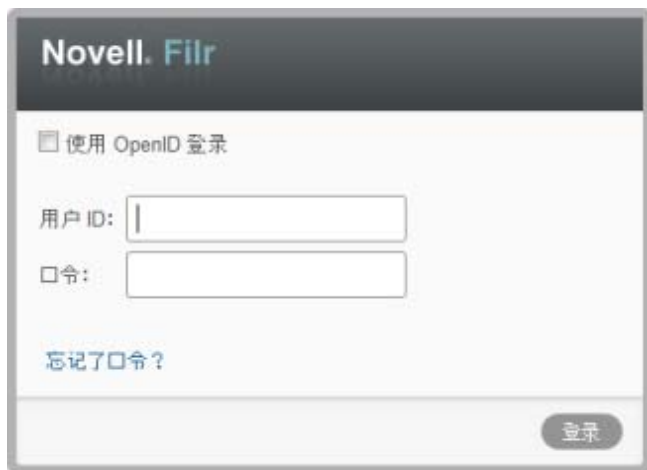 Novell. Filr
使用 OpenID 登录
用户 ID:
口令:
忘记了口令？
登录